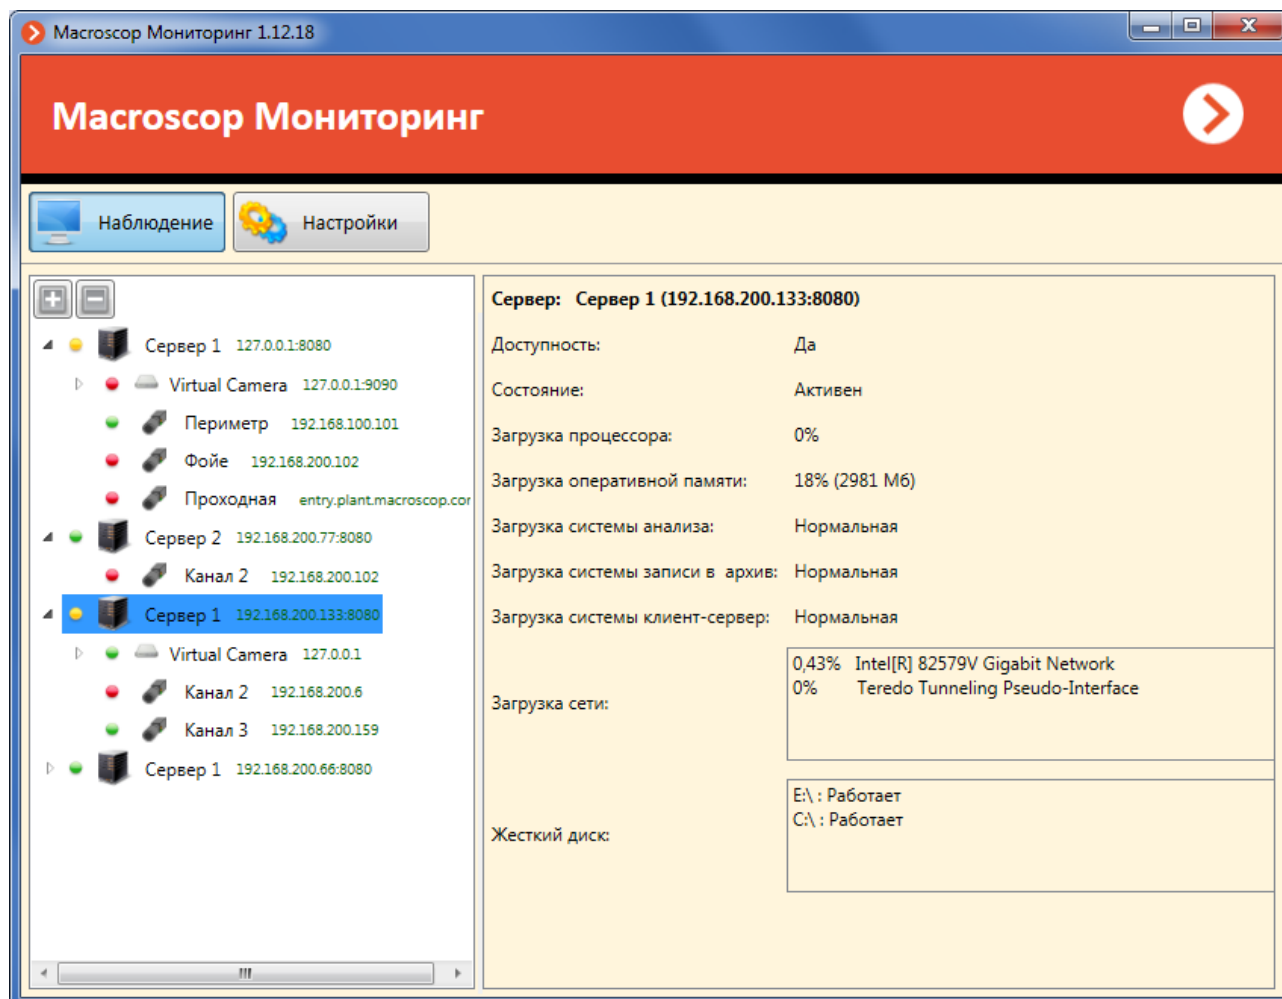 Macroscop Мониторинг 1.12.18
Macroscop Мониторинг
Наблюдение
Настройки
Сервер 1 127.0.0.1:8080
Virtual Camera 127.0.0.1:9090
Периметр 192.168.100.101
Фойе 192.168.200.102
Проходная entry.plant.macroscop.cor
Сервер 2 192.168.200.77:8080
Канал 2 192.168.200.102
Сервер 1 192.168.200.133:8080
Virtual Camera 127.0.0.1
Канал 2 192.168.200.6
Канал 3 192.168.200.159
Сервер 1 192.168.200.66:8080
Сервер: Сервер 1 (192.168.200.133:8080)
Доступность: Да
Состояние: Активен
Загрузка процессора: 0%
Загрузка оперативной памяти: 18% (2981 Мб)
Загрузка системы анализа: Нормальная
Загрузка системы записи в архив: Нормальная
Загрузка системы клиент-сервер: Нормальная
Загрузка сети:
0,43% Intel[R] 82579V Gigabit Network
0% Teredo Tunneling Pseudo-Interface
Жесткий диск:
E:\ : Работает
C:\ : Работает